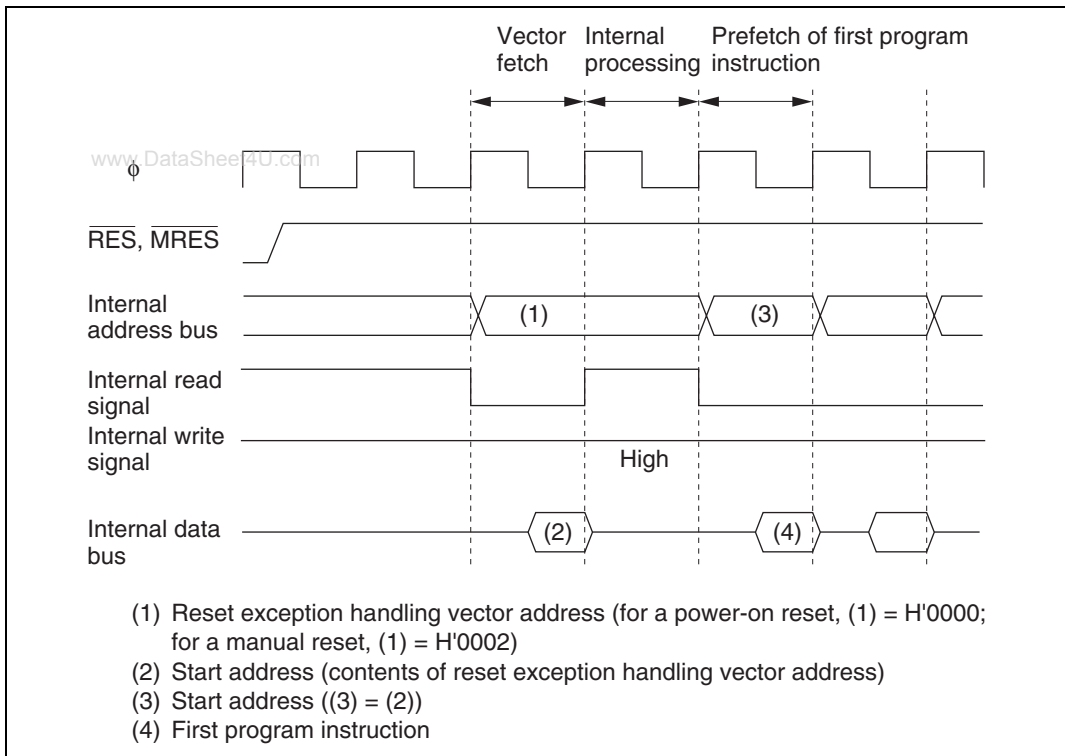 Vector fetch
Internal processing
Prefetch of first program instruction
www.DataSheet4U.com
ϕ
RES, MRES
Internal address bus
(1)
(3)
Internal read signal
Internal write signal
High
Internal data bus
(2)
(4)
(1) Reset exception handling vector address (for a power-on reset, (1) = H'0000;
for a manual reset, (1) = H'0002)
(2) Start address (contents of reset exception handling vector address)
(3) Start address ((3) = (2))
(4) First program instruction